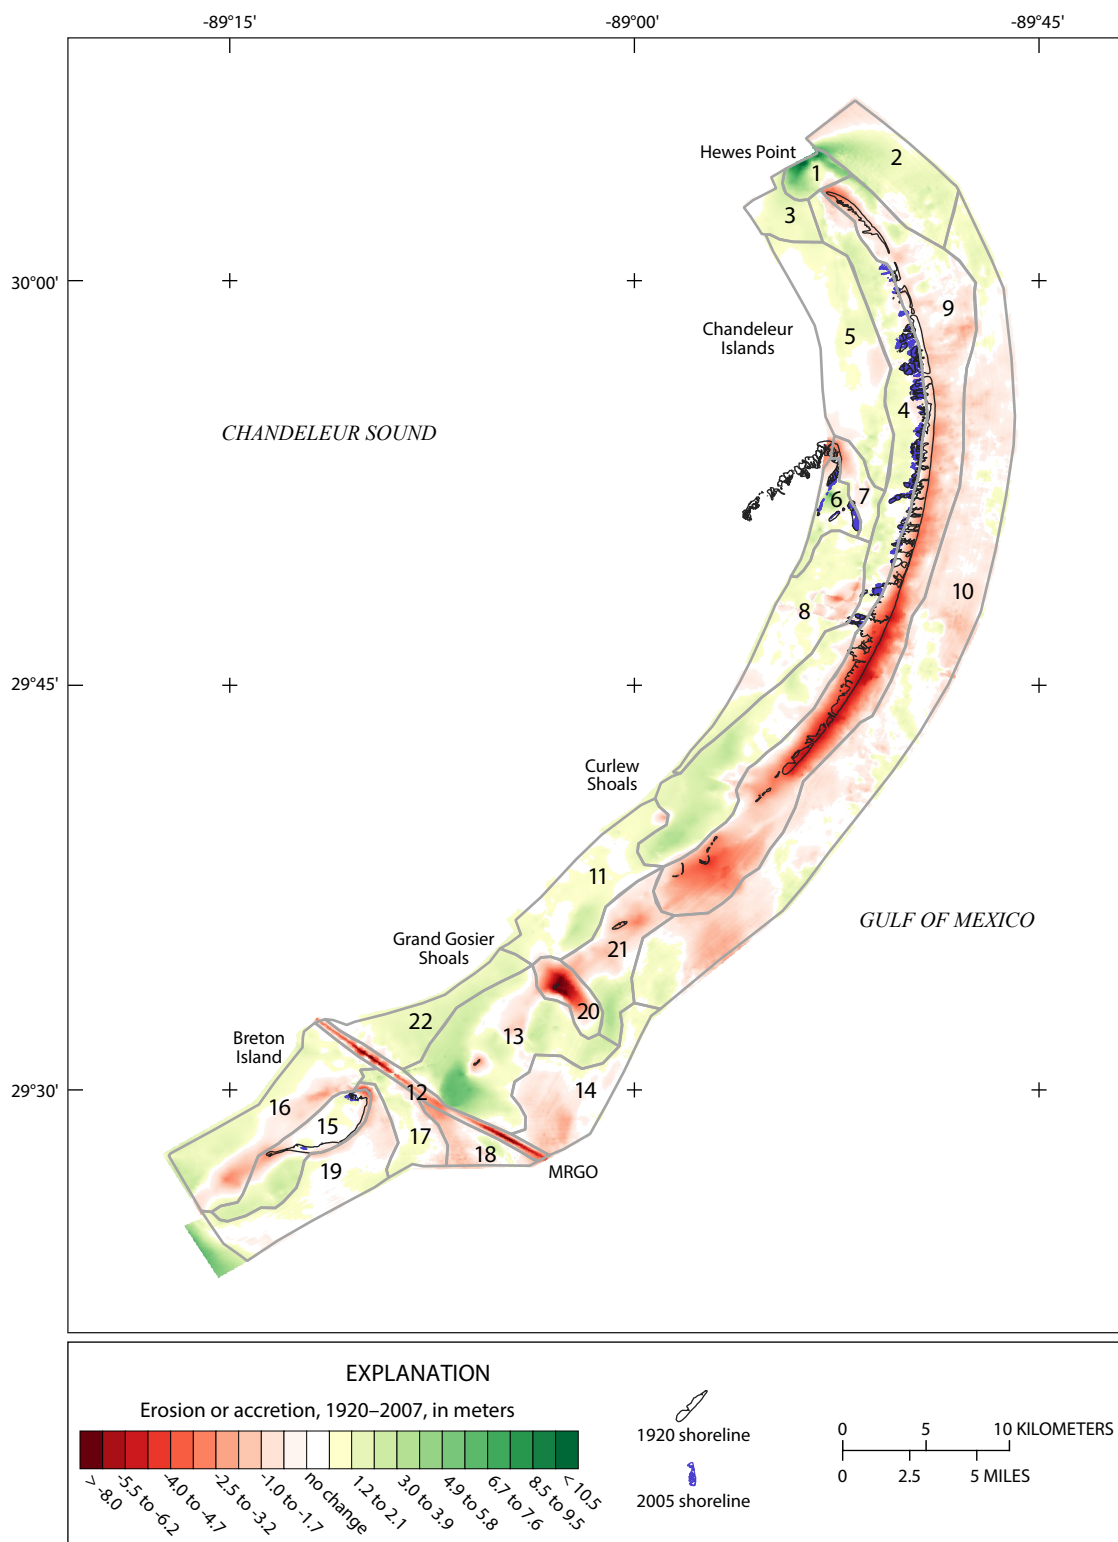 -89°15'
-89°00'
-89°45'
Hewes Point
1
2
3
30°00'
9
Chandeleur
Islands
5
4
CHANDELEUR SOUND
6
7
10
8
29°45'
Curlew
Shoals
11
GULF OF MEXICO
Grand Gosier
Shoals
21
20
22
13
Breton
Island
29°30'
12
14
16
15
17
18
19
MRGO
EXPLANATION
Erosion or accretion, 1920–2007, in meters
> -8.0
-5.5 to -6.2
-4.0 to -4.7
-2.5 to -3.2
-1.0 to -1.7
no change
1.2 to 2.1
3.0 to 3.9
4.9 to 5.8
6.7 to 7.6
8.5 to 9.5
< 10.5
1920 shoreline
2005 shoreline
0 5 10 KILOMETERS
0 2.5 5 MILES